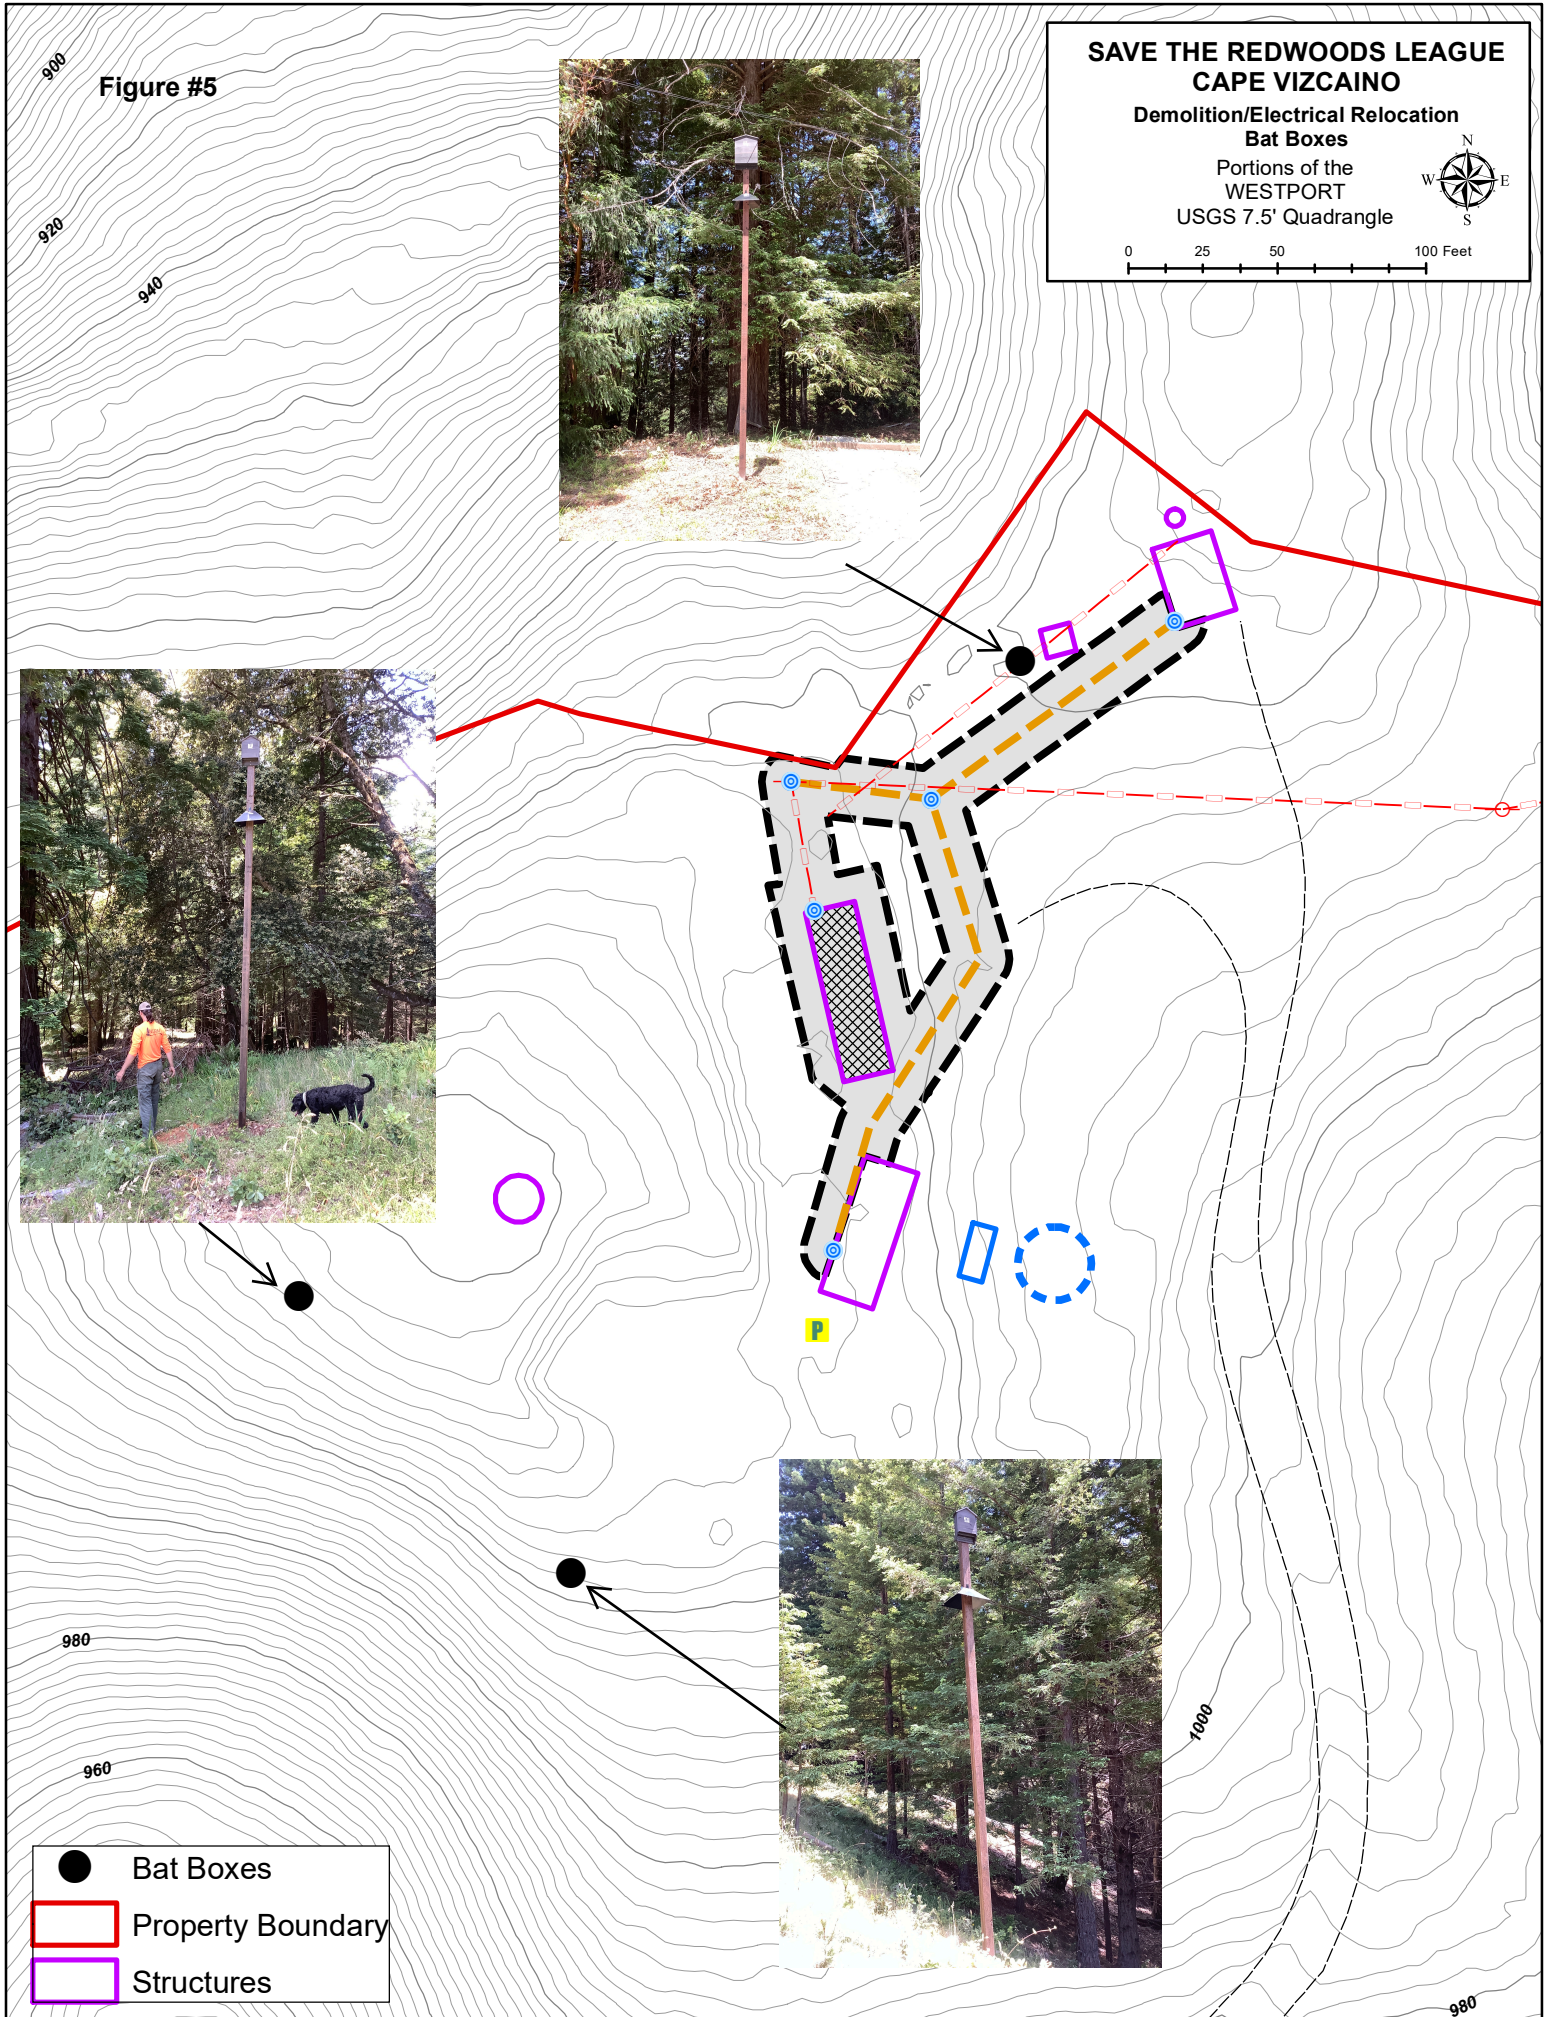 Figure #5
SAVE THE REDWOODS LEAGUE
CAPE VIZCAINO
Demolition/Electrical Relocation
Bat Boxes
Portions of the
WESTPORT
USGS 7.5' Quadrangle
N
W
E
S
0 25 50 100 Feet
900
920
940
P
980
960
1000
980
Bat Boxes
Property Boundary
Structures